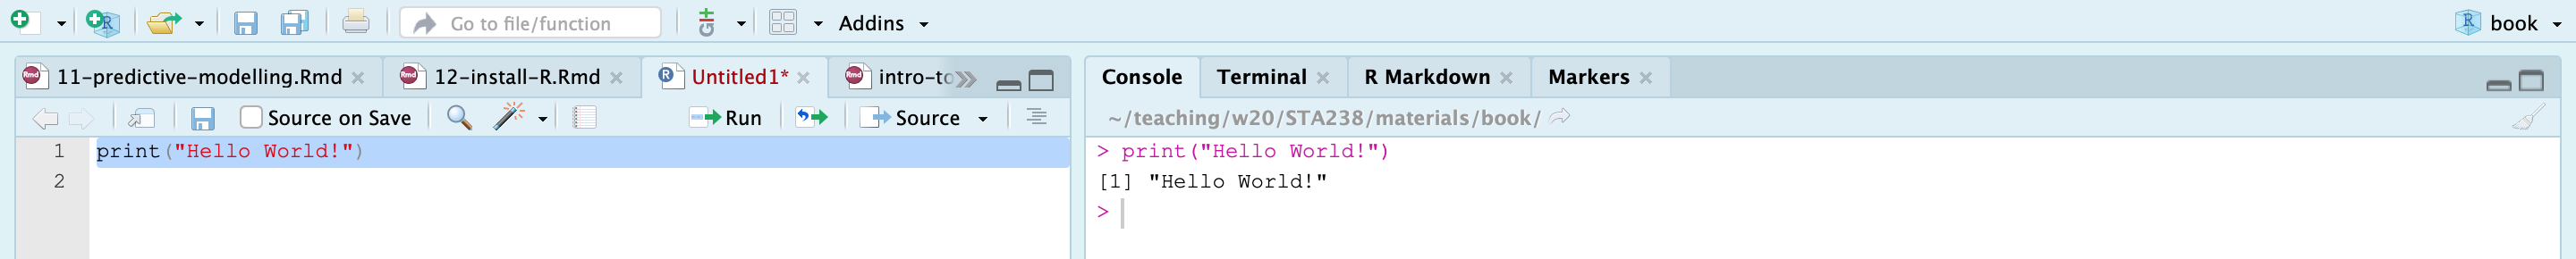 Go to file/function
Addins
book
11-predictive-modelling.Rmd
12-install-R.Rmd
Untitled1*
intro-to
Source on Save
Run
Source
1 print("Hello World!")
2
Console
Terminal
R Markdown
Markers
~/teaching/w20/STA238/materials/book/
> print("Hello World!")
[1] "Hello World!"
>